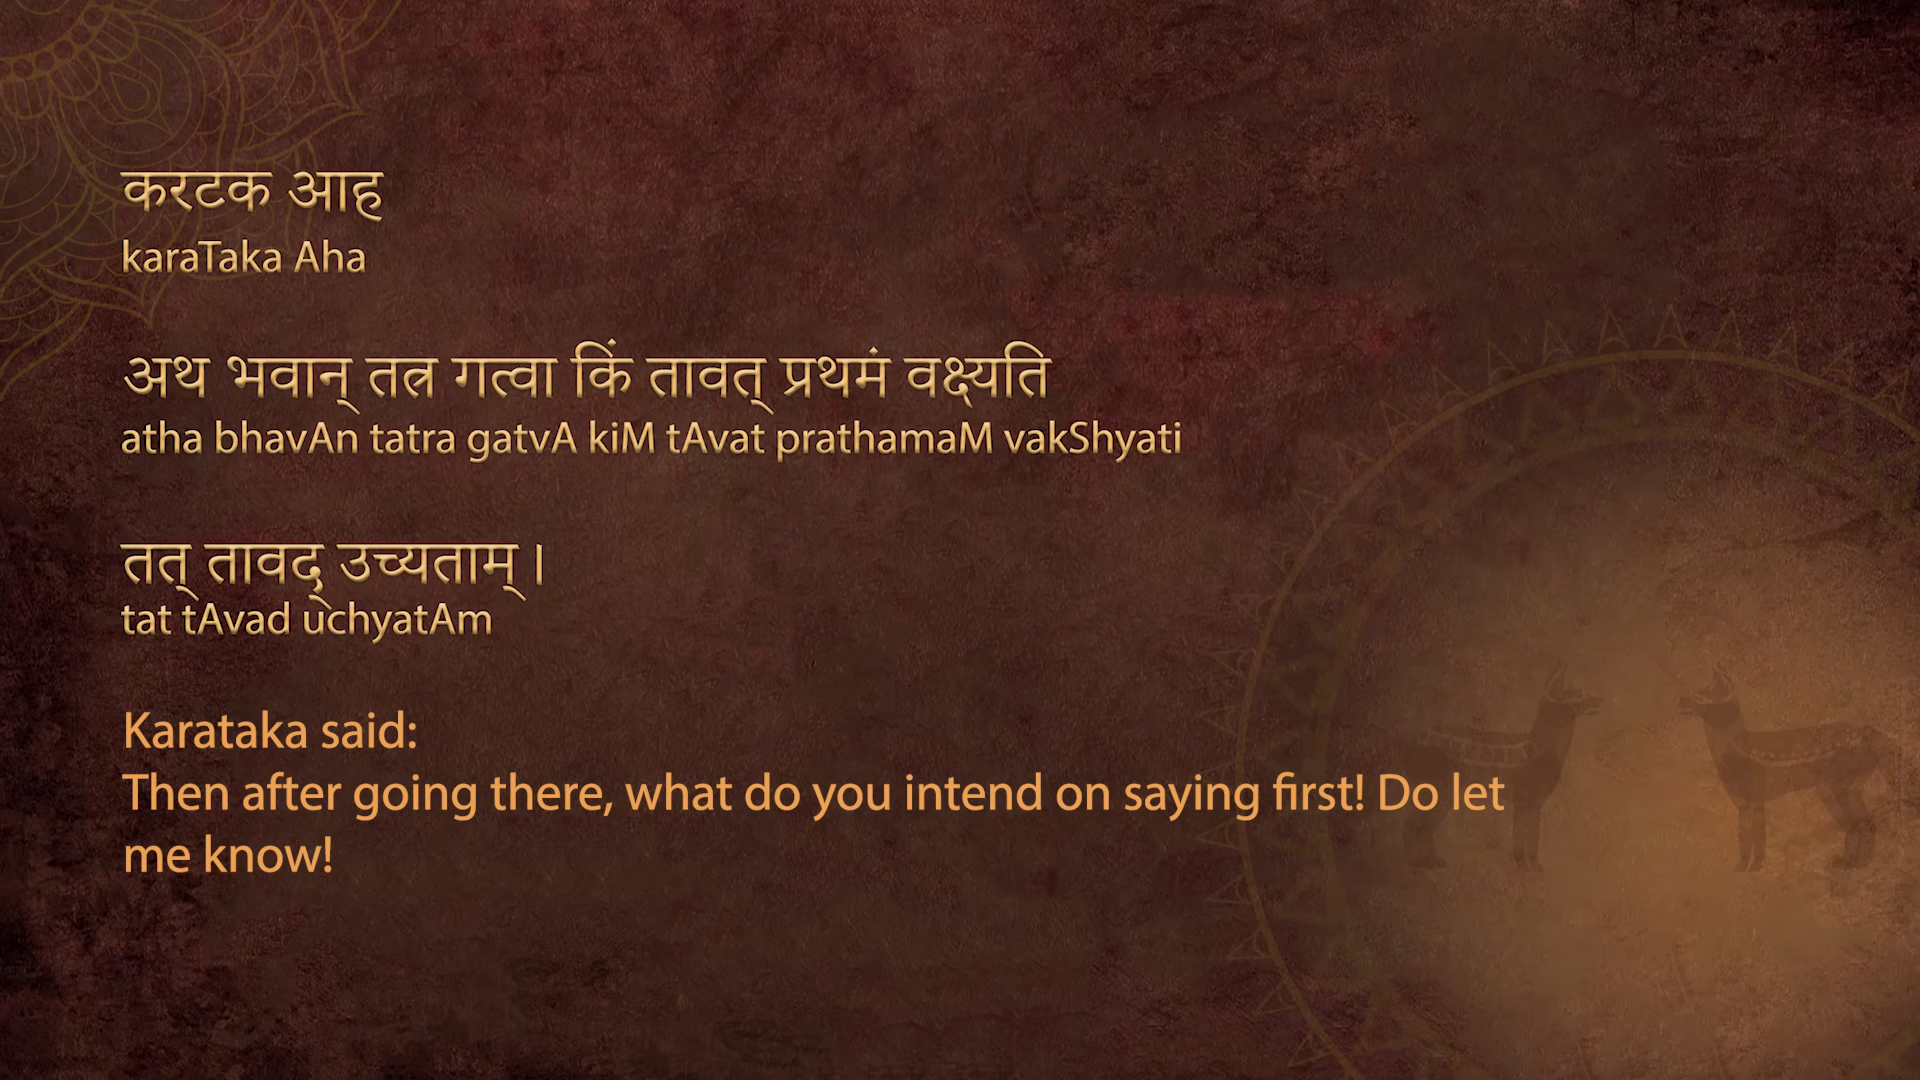 करटक आह
karaTaka Aha
अथ भवान् तत्र गत्वा किं तावत् प्रथमं वक्ष्यति
atha bhavAn tatra gatvA kiM tAvat prathamaM vakShyati
तत् तावद् उच्यताम् ।
tat tAvad uchyatAm
Karataka said:
Then after going there, what do you intend on saying first! Do let
me know!